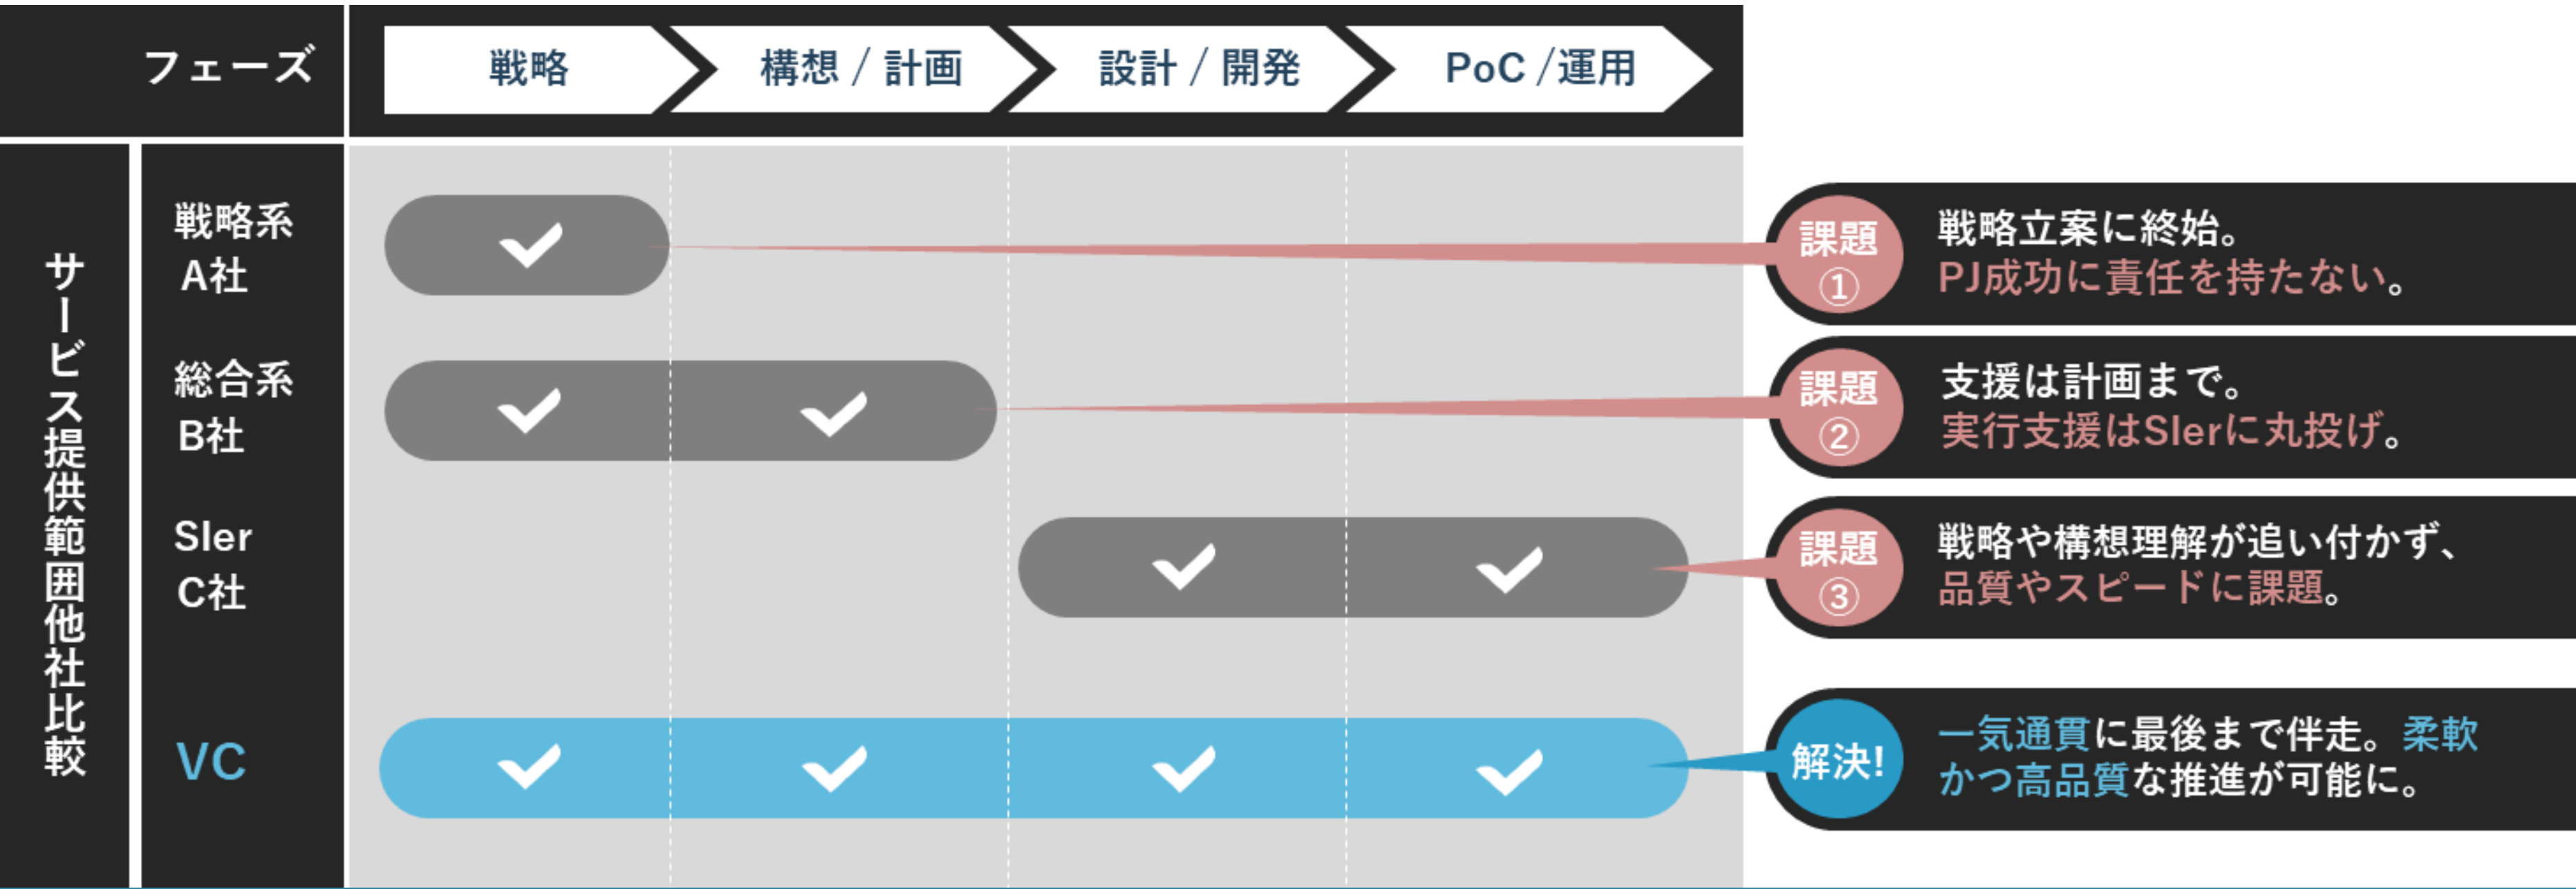 フェーズ
戦略
構想 / 計画
設計 / 開発
PoC /運用
サービス提供範囲他社比較
戦略系
A社
課題
①
戦略立案に終始。
PJ成功に責任を持たない。
総合系
B社
課題
②
支援は計画まで。
実行支援はSIerに丸投げ。
SIer
C社
課題
③
戦略や構想理解が追い付かず、
品質やスピードに課題。
VC
解決!
一気通貫に最後まで伴走。柔軟
かつ高品質な推進が可能に。